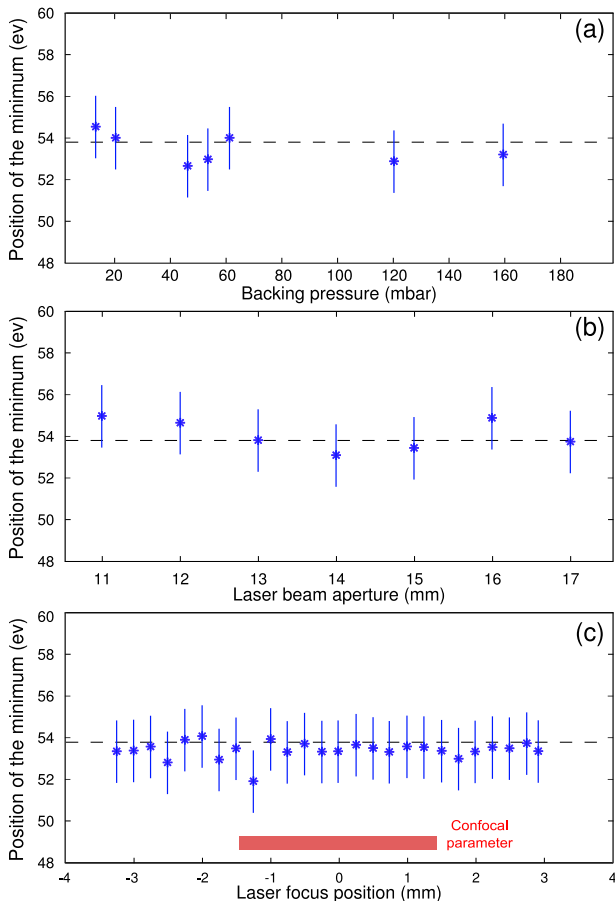 (a)
Position of the minimum (ev)
60
58
56
54
52
50
48
20 40 60 80 100 120 140 160 180
Backing pressure (mbar)
(b)
Position of the minimum (ev)
60
58
56
54
52
50
48
11 12 13 14 15 16 17
Laser beam aperture (mm)
(c)
Position of the minimum (ev)
60
58
56
54
52
50
48
Confocal
parameter
-4 -3 -2 -1 0 1 2 3 4
Laser focus position (mm)